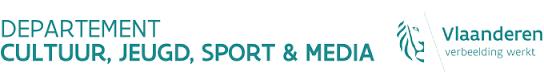 DEPARTEMENT
CULTUUR, JEUGD, SPORT & MEDIA
Vlaanderen
verbeelding werkt